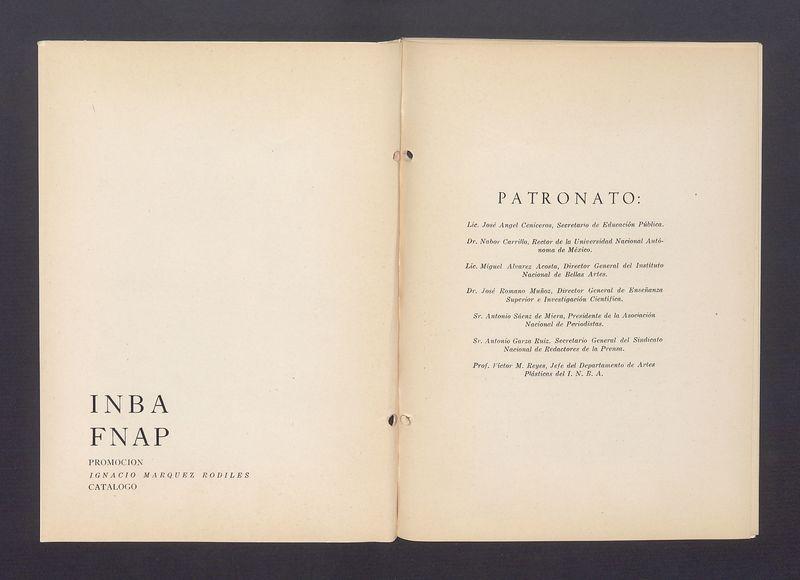 INBA
FNAP
PROMOCION
IGNACIO MARQUEZ RODILES
CATALOGO
PATRONATO:
Lic. José Angel Ceniceros, Secretario de Educación Pública.
Dr. Nabor Carrillo, Rector de la Universidad Nacional Autó-
noma de México.
Lic. Miguel Alvarez Acosta, Director General del Instituto
Nacional de Bellas Artes.
Dr. José Romano Muñoz, Director General de Enseñanza
Superior e Investigación Científica.
Sr. Antonio Sáenz de Miera, Presidente de la Asociación
Nacional de Periodistas.
Sr. Antonio Garza Ruiz, Secretario General del Sindicato
Nacional de Redactores de la Prensa.
Prof. Víctor M. Reyes, Jefe del Departamento de Artes
Plásticas del I. N. B. A.